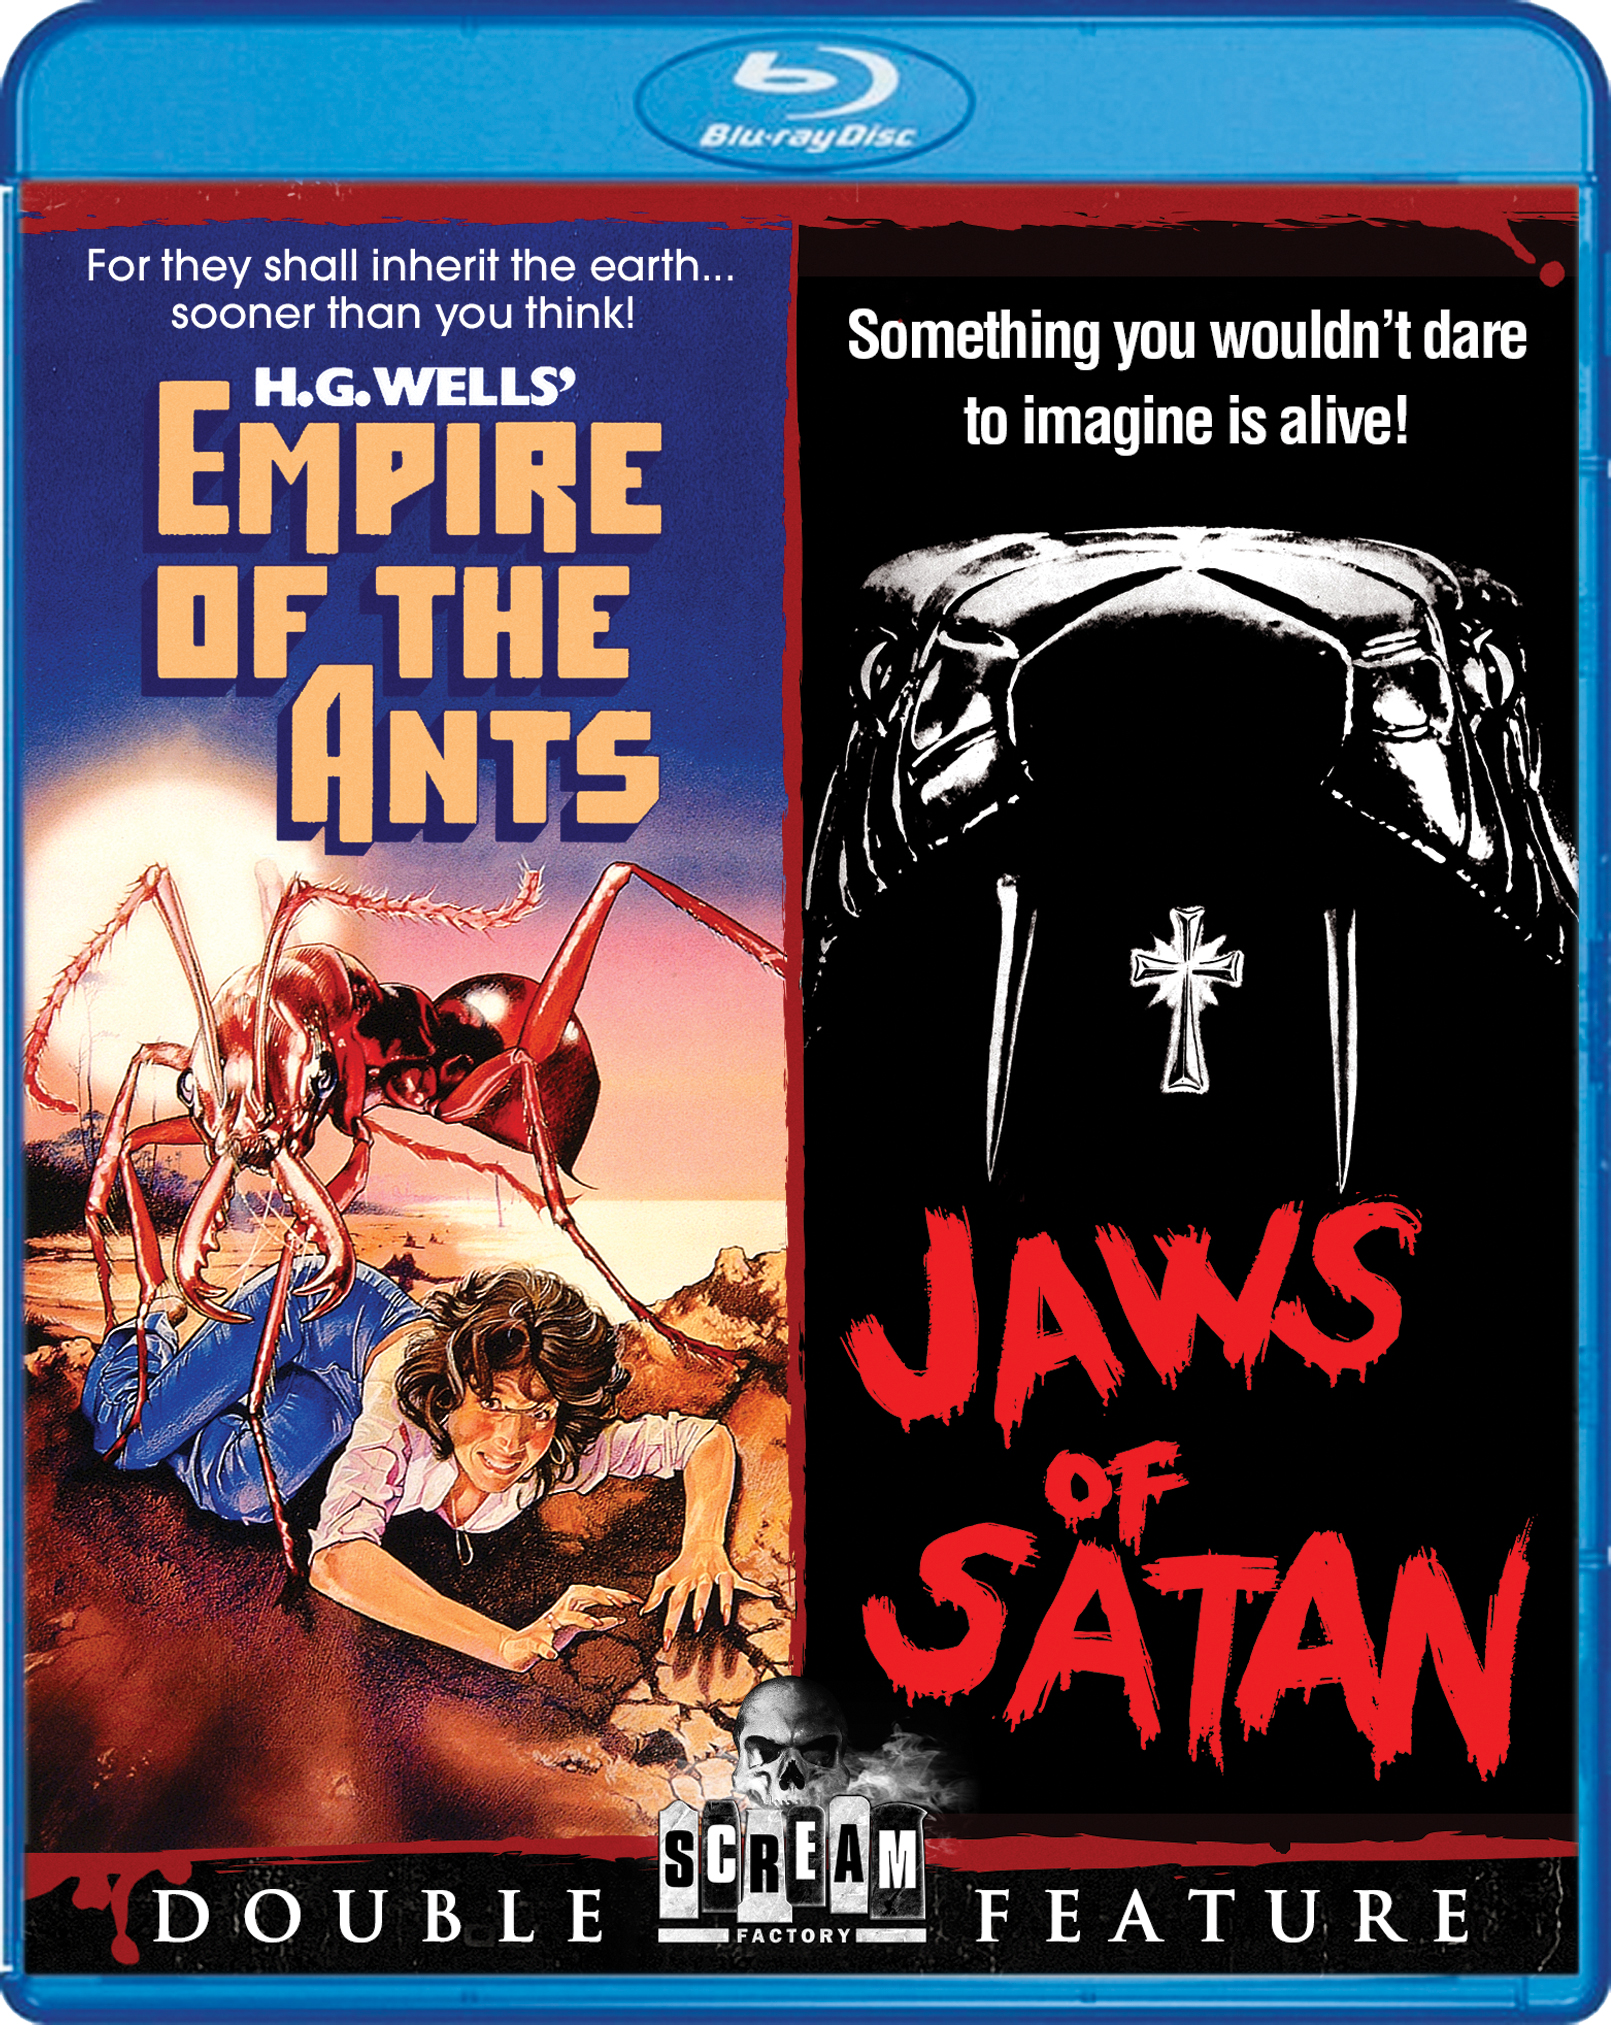 Blu-ray Disc
For they shall inherit the earth...
sooner than you think!
H.G. WELLS’
EMPIRE
OF THE
ANTS
Something you wouldn’t dare
to imagine is alive!
JAWS
OF
SATAN
DOUBLE
SCREAM
FACTORY
FEATURE